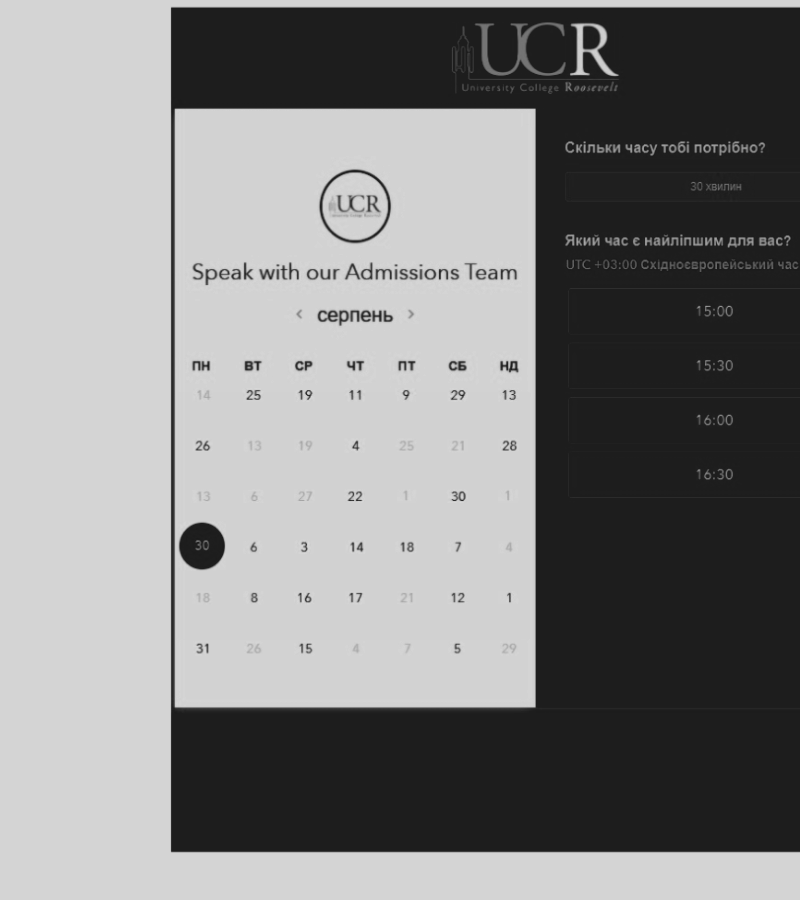 UCR
University College Roosevelt
UCR
Speak with our Admissions Team
‹ серпень ›
ПН ВТ СР ЧТ ПТ СБ НД
14 25 19 11 9 29 13
26 13 19 4 25 21 28
13 6 27 22 1 30 1
30 6 3 14 18 7 4
18 8 16 17 21 12 1
31 26 15 4 7 5 29
Скільки часу тобі потрібно?
30 хвилин
Який час є найліпшим для вас?
UTC +03:00 Східноєвропейський час
15:00
15:30
16:00
16:30